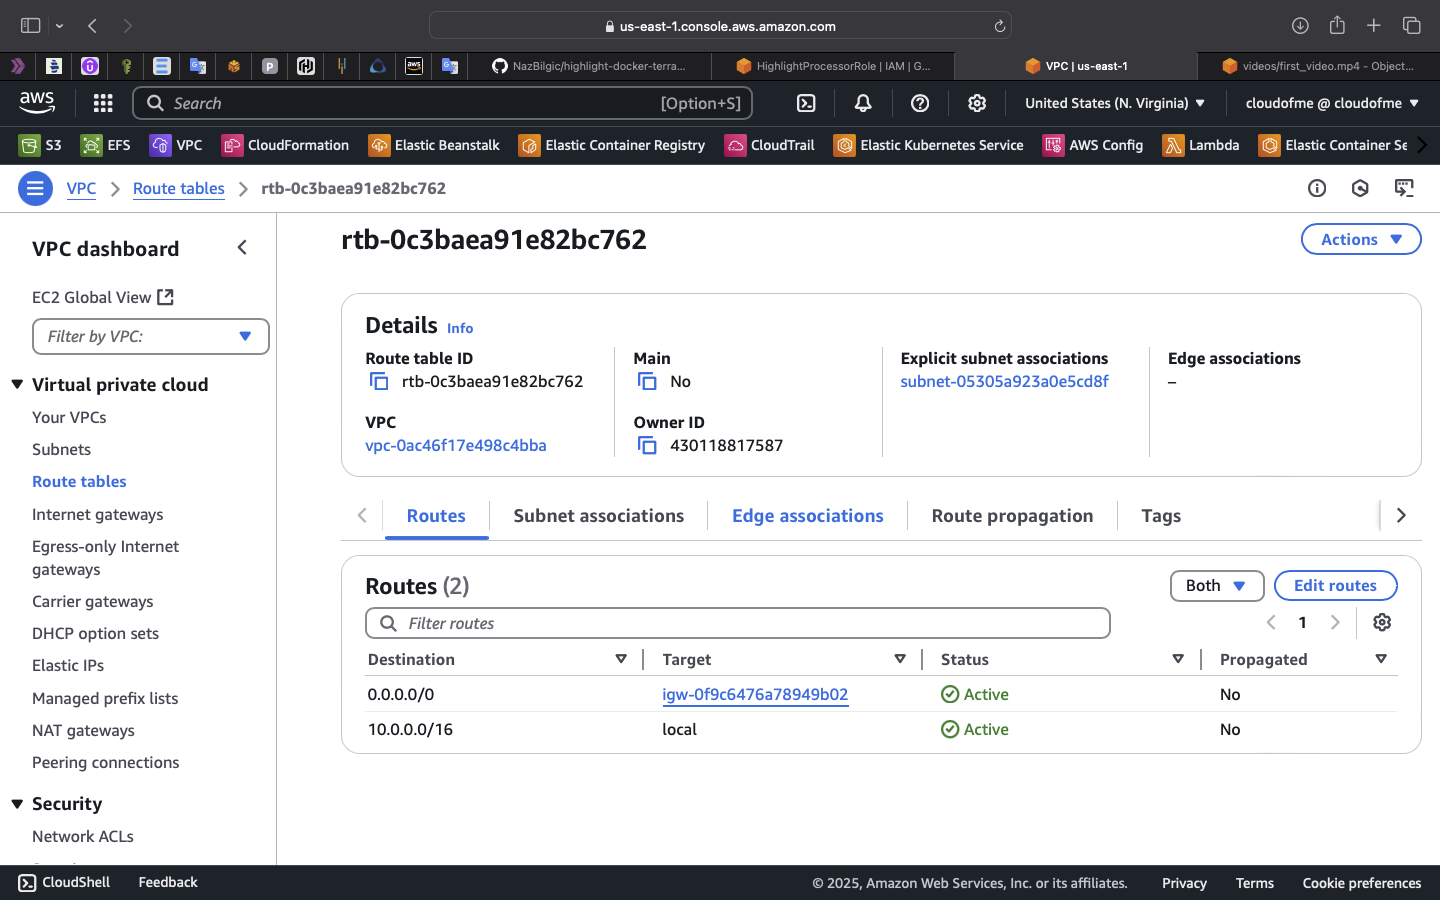 us-east-1.console.aws.amazon.com
NazBilgic/highlight-docker-terra...
HighlightProcessorRole | IAM | G...
VPC | us-east-1
videos/first_video.mp4 - Object...
aws
Search
[Option+S]
United States (N. Virginia)
cloudofme @ cloudofme
S3
EFS
VPC
CloudFormation
Elastic Beanstalk
Elastic Container Registry
CloudTrail
Elastic Kubernetes Service
AWS Config
Lambda
Elastic Container Se
VPC
Route tables
rtb-0c3baea91e82bc762
VPC dashboard
EC2 Global View
Filter by VPC:
Virtual private cloud
Your VPCs
Subnets
Route tables
Internet gateways
Egress-only Internet
gateways
Carrier gateways
DHCP option sets
Elastic IPs
Managed prefix lists
NAT gateways
Peering connections
Security
Network ACLs
rtb-0c3baea91e82bc762
Actions
Details Info
Route table ID
rtb-0c3baea91e82bc762
Main
No
Explicit subnet associations
subnet-05305a923a0e5cd8f
Edge associations
–
VPC
vpc-0ac46f17e498c4bba
Owner ID
430118817587
Routes
Subnet associations
Edge associations
Route propagation
Tags
Routes (2)
Both
Edit routes
Filter routes
1
Destination Target Status Propagated
0.0.0.0/0 igw-0f9c6476a78949b02 Active No
10.0.0.0/16 local Active No
CloudShell
Feedback
© 2025, Amazon Web Services, Inc. or its affiliates.
Privacy
Terms
Cookie preferences